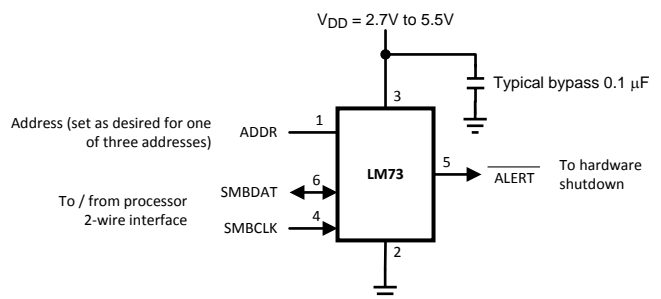 V_DD = 2.7V to 5.5V
Typical bypass 0.1 µF
3
Address (set as desired for one
of three addresses)
ADDR
1
LM73
5
ALERT
To hardware
shutdown
To / from processor
2-wire interface
SMBDAT
6
SMBCLK
4
2